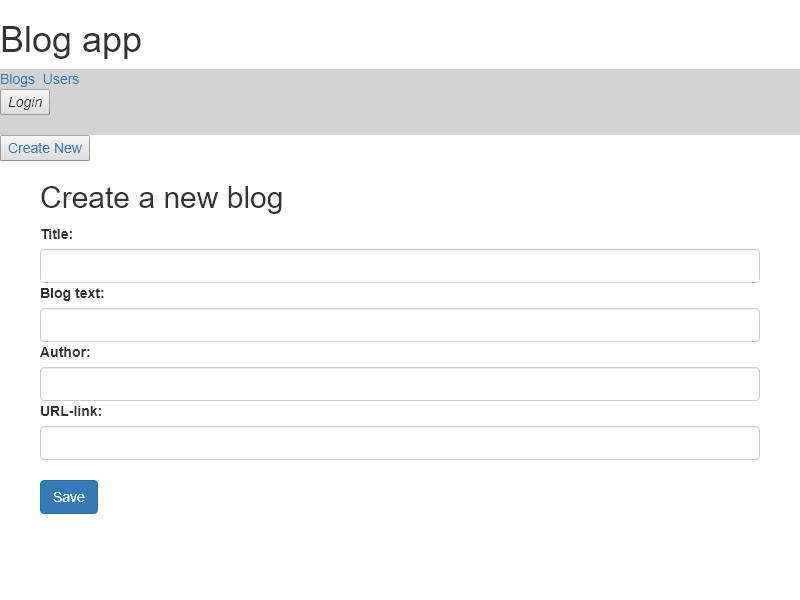 Blog app
Blogs Users
Login
Create New
Create a new blog
Title:
Blog text:
Author:
URL-link:
Save